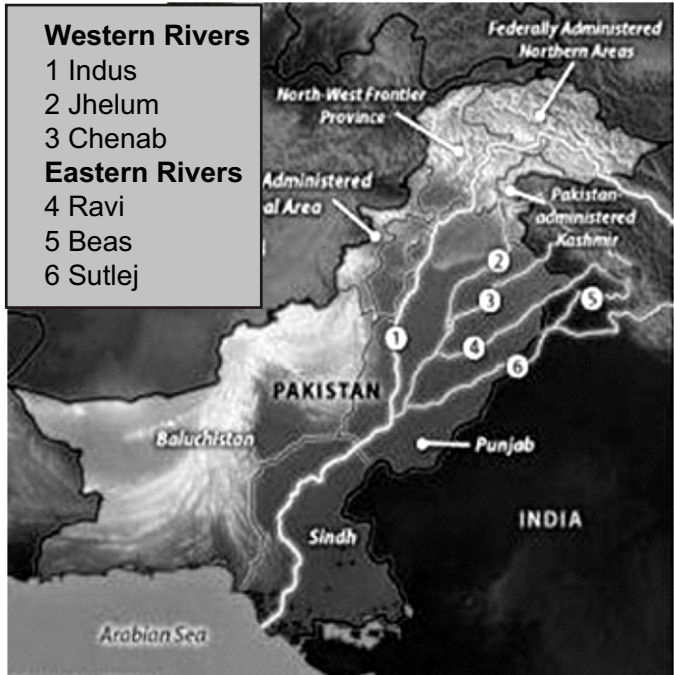 Western Rivers
1 Indus
2 Jhelum
3 Chenab
Eastern Rivers
4 Ravi
5 Beas
6 Sutlej
Federally Administered
Northern Areas
North-West Frontier
Province
Administered
al Area
Pakistan-
administered
Kashmir
2
3
5
1
4
6
PAKISTAN
Baluchistan
Punjab
INDIA
Sindh
Arabian Sea